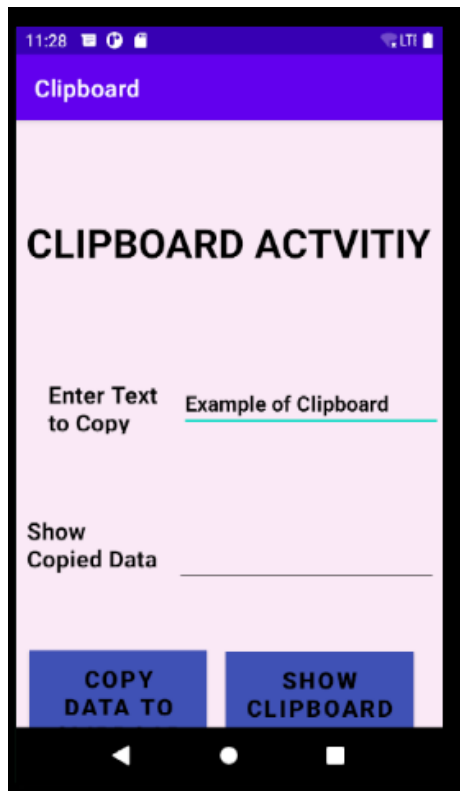 11:28 LTE
Clipboard
CLIPBOARD ACTVITIY
Enter Text
to Copy
Example of Clipboard
Show
Copied Data
COPY
DATA TO
SHOW
CLIPBOARD